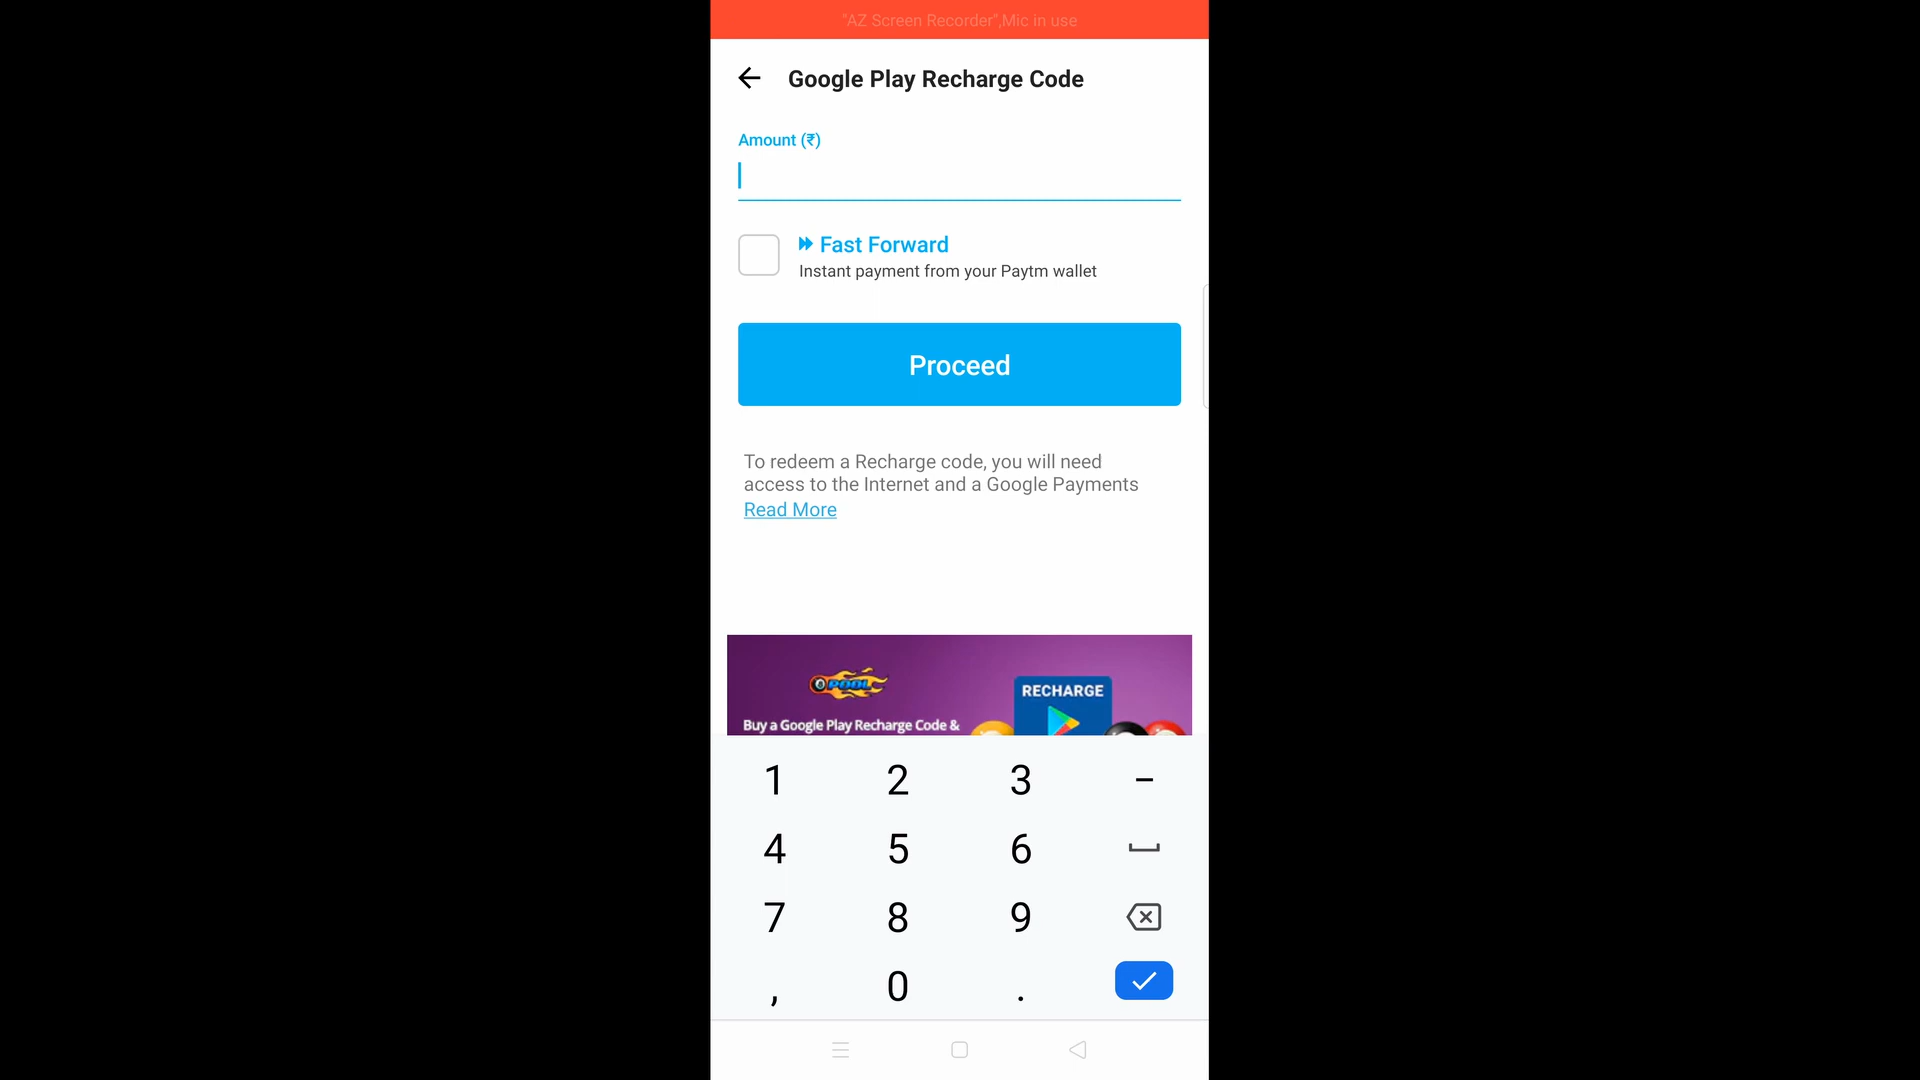 "AZ Screen Recorder",Mic in use
Google Play Recharge Code
Amount (₹)
Fast Forward
Instant payment from your Paytm wallet
Proceed
To redeem a Recharge code, you will need
access to the Internet and a Google Payments
Read More
8 POOL
RECHARGE
Buy a Google Play Recharge Code &
1 2 3 -
4 5 6
7 8 9
, 0 .